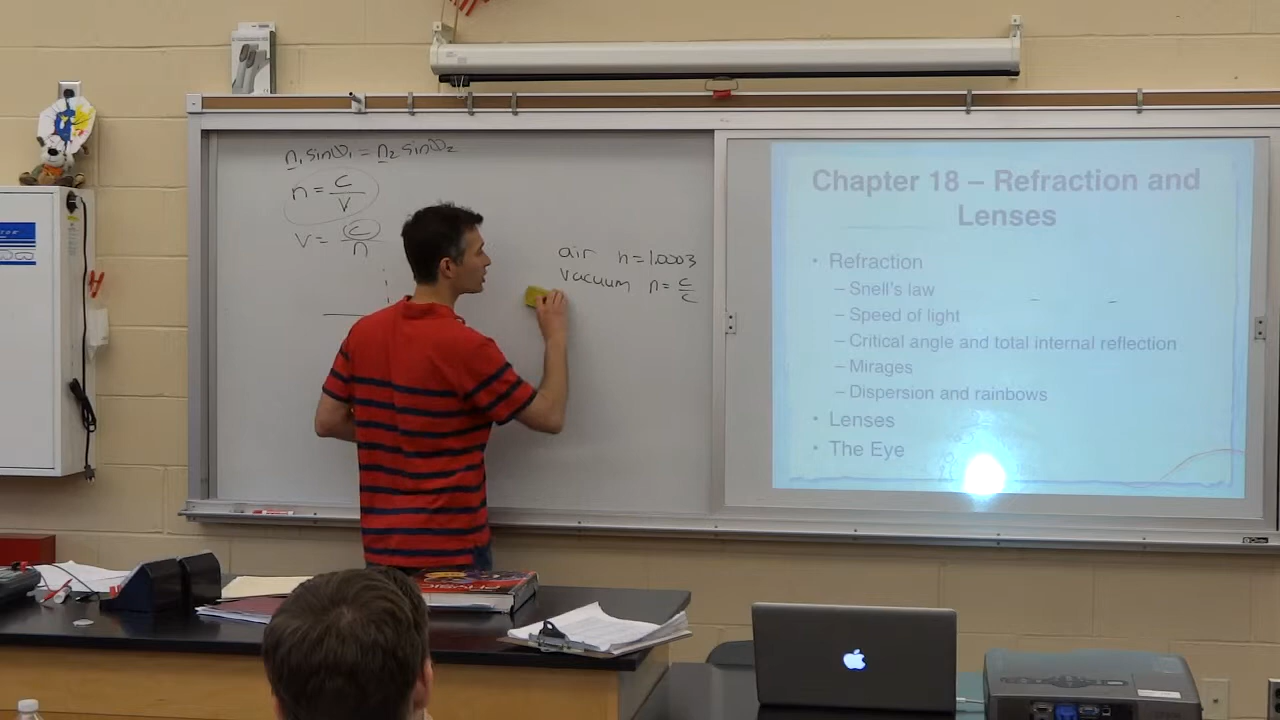 n₁sinθ₁ = n₂sinθ₂
n = c/v
v = c/n
air n=1.0003
vacuum n = c/c
Chapter 18 – Refraction and
Lenses
• Refraction
– Snell's law
– Speed of light
– Critical angle and total internal reflection
– Mirages
– Dispersion and rainbows
• Lenses
• The Eye
PHYSICS